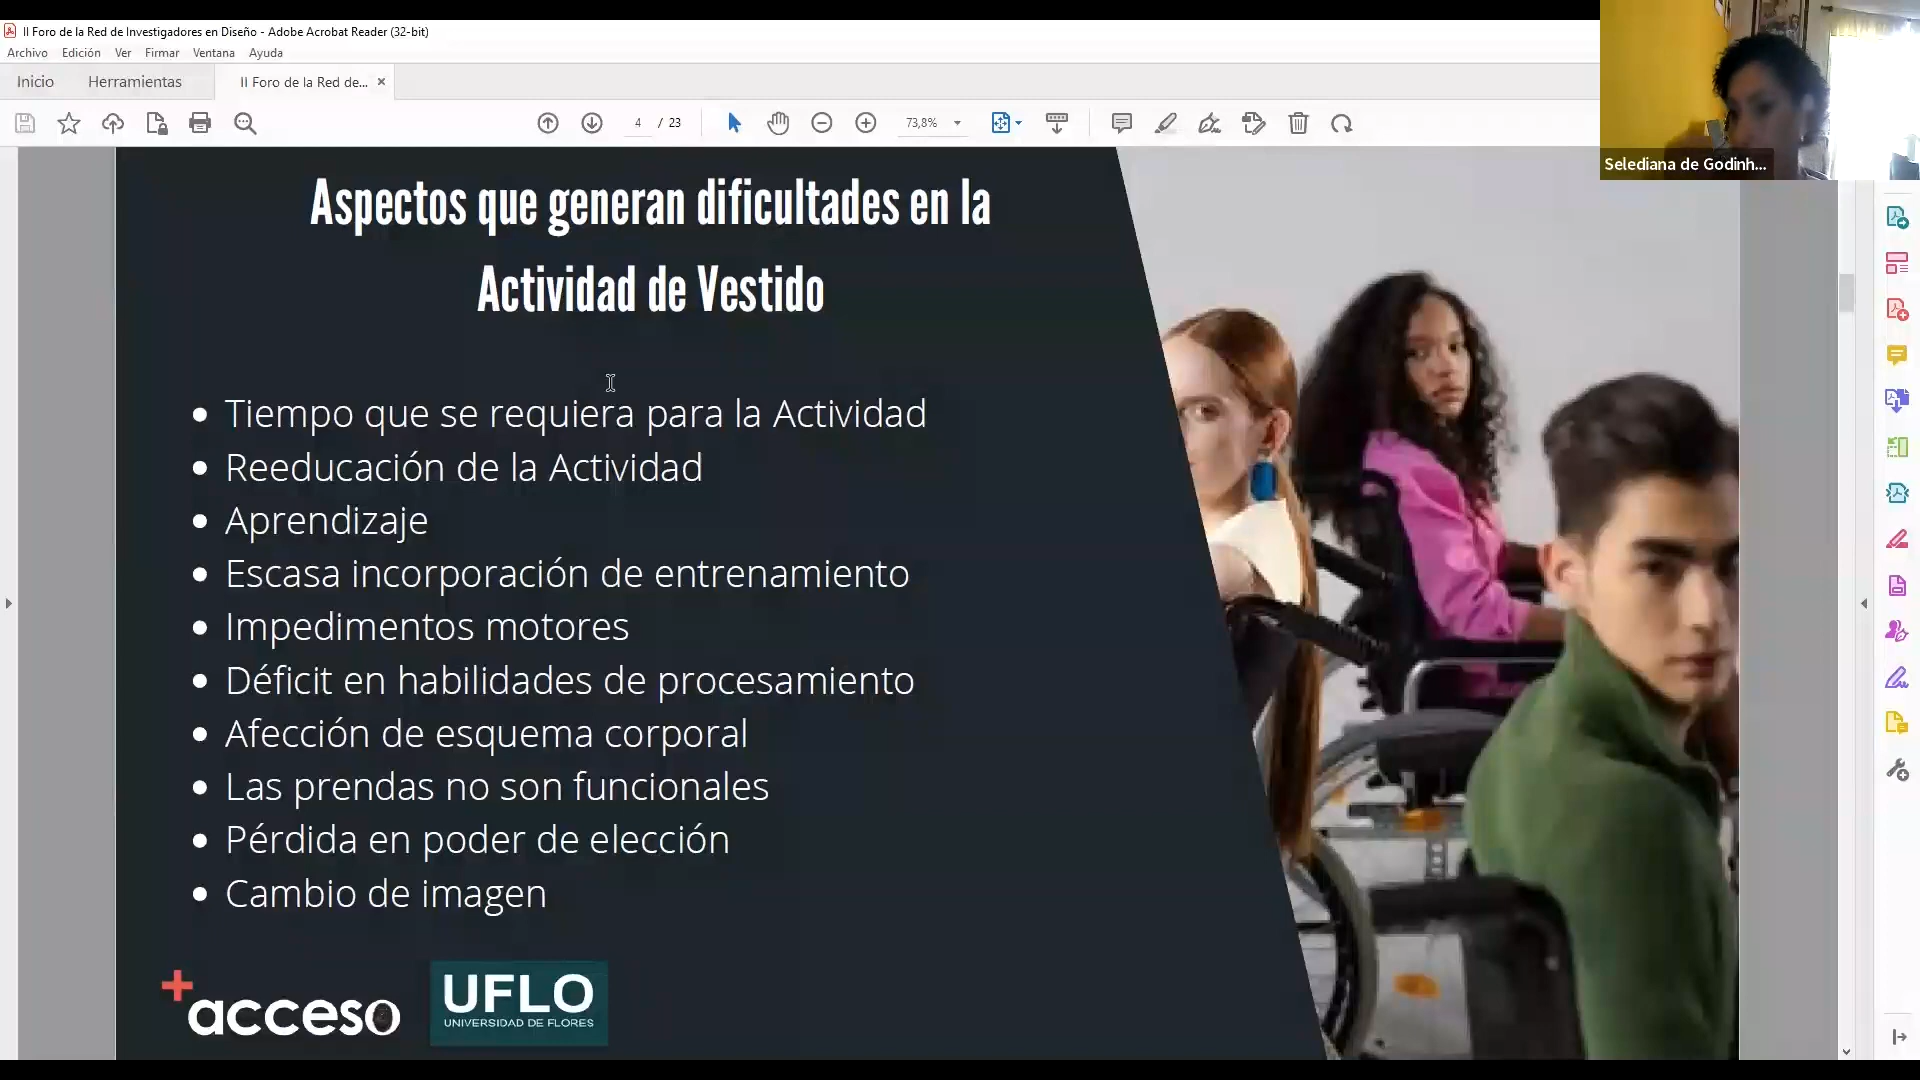 II Foro de la Red de Investigadores en Diseño - Adobe Acrobat Reader (32-bit)
Archivo Edición Ver Firmar Ventana Ayuda
Inicio Herramientas II Foro de la Red de... ×
4 / 23 73,8%
Selediana de Godinh...
Aspectos que generan dificultades en la
Actividad de Vestido
• Tiempo que se requiera para la Actividad
• Reeducación de la Actividad
• Aprendizaje
• Escasa incorporación de entrenamiento
• Impedimentos motores
• Déficit en habilidades de procesamiento
• Afección de esquema corporal
• Las prendas no son funcionales
• Pérdida en poder de elección
• Cambio de imagen
+acceso
UFLO
UNIVERSIDAD DE FLORES